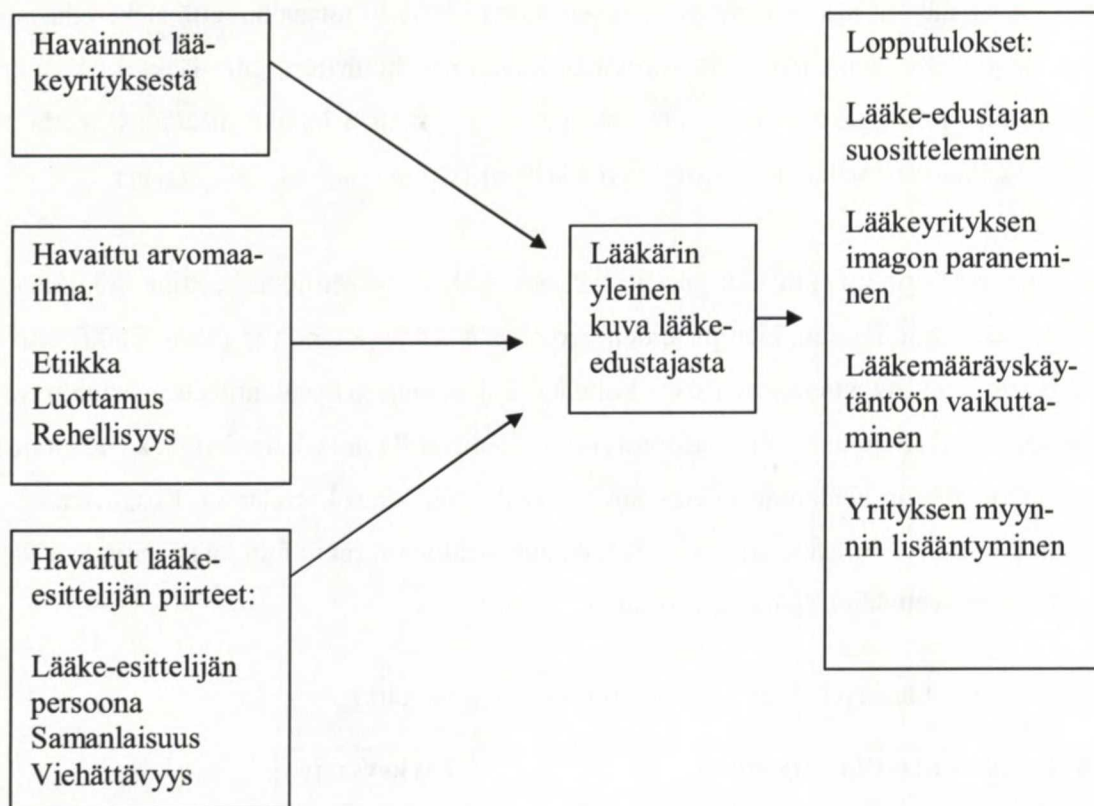 Havainnot lää-
keyrityksestä
Havaittu arvomaa-
ilma:
Etiikka
Luottamus
Rehellisyys
Havaitut lääke-
esittelijän piirteet:
Lääke-esittelijän
persoona
Samanlaisuus
Viehättävyys
Lääkärin
yleinen
kuva lääke-
edustajasta
Lopputulokset:
Lääke-edustajan
suositteleminen
Lääkeyrityksen
imagon paranemi-
nen
Lääkemääräyskäy-
täntöön vaikutta-
minen
Yrityksen myyn-
nin lisääntyminen